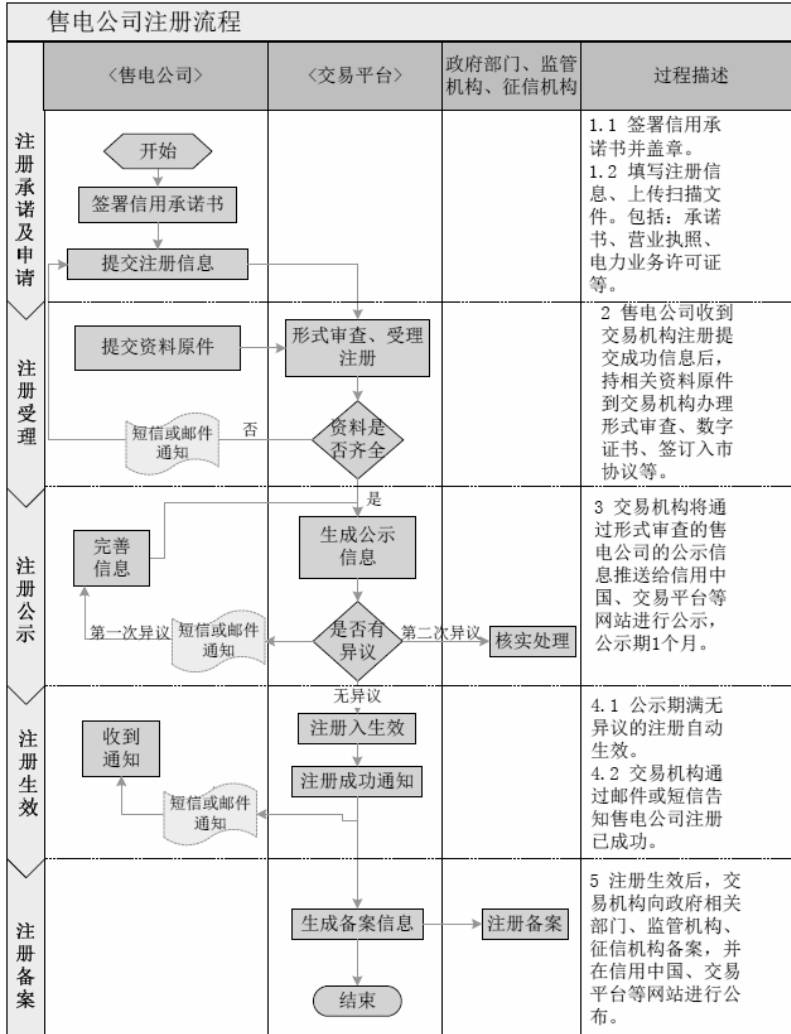 售电公司注册流程
〈售电公司〉
〈交易平台〉
政府部门、监管
机构、征信机构
过程描述
注册承诺及申请
开始
签署信用承诺书
提交注册信息
1.1 签署信用承
诺书并盖章。
1.2 填写注册信
息、上传扫描文
件。包括：承诺
书、营业执照、
电力业务许可证
等。
注册受理
提交资料原件
形式审查、受理
注册
资料是
否齐全
否
短信或邮件
通知
2 售电公司收到
交易机构注册提
交成功信息后，
持相关资料原件
到交易机构办理
形式审查、数字
证书、签订入市
协议等。
注册公示
是
完善
信息
生成公示
信息
第一次异议
短信或邮件
通知
是否有
异议
第二次异议
核实处理
3 交易机构将通
过形式审查的售
电公司的公示信
息推送给信用中
国、交易平台等
网站进行公示，
公示期1个月。
注册生效
无异议
收到
通知
注册入生效
注册成功通知
短信或邮件
通知
4.1 公示期满无
异议的注册自动
生效。
4.2 交易机构通
过邮件或短信告
知售电公司注册
已成功。
注册备案
生成备案信息
注册备案
结束
5 注册生效后，交
易机构向政府相关
部门、监管机构、
征信机构备案，并
在信用中国、交易
平台等网站进行公
布。